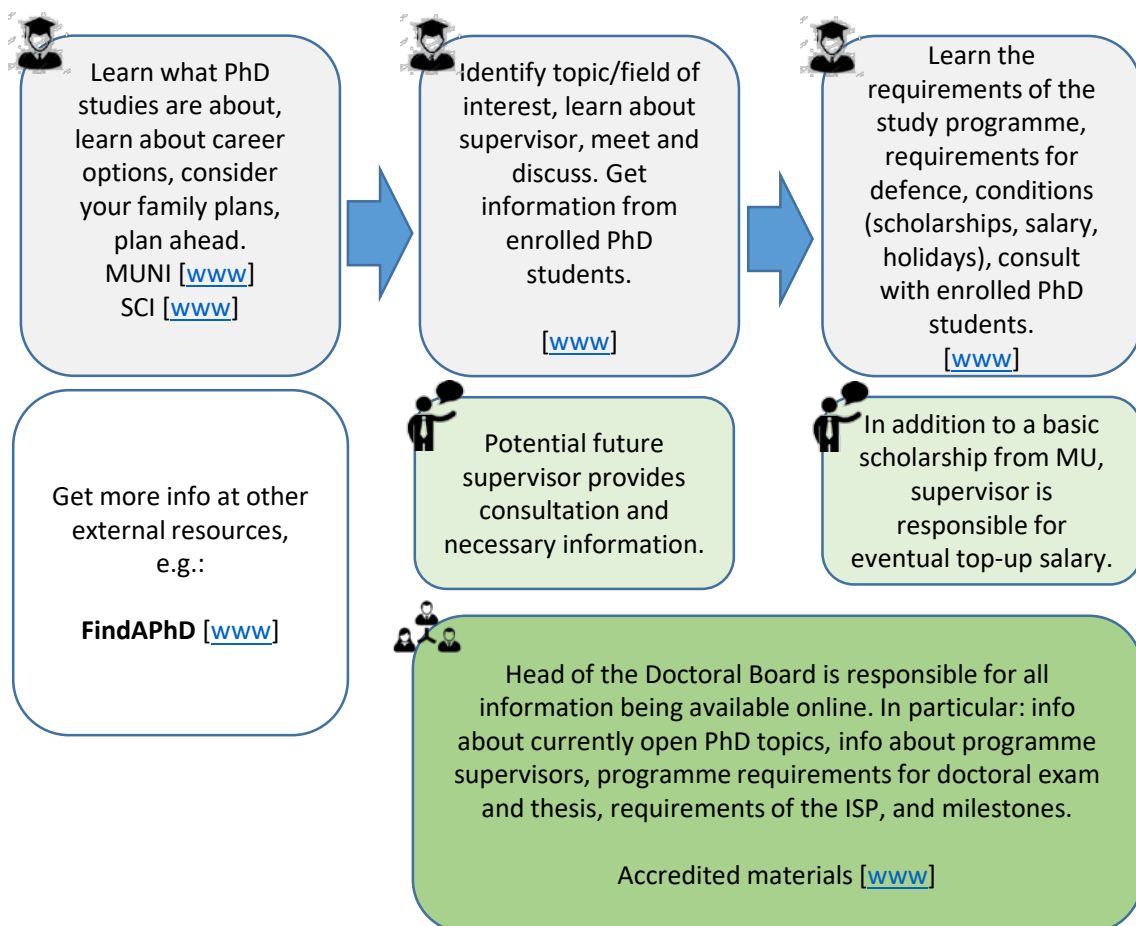 Learn what PhD
studies are about,
learn about career
options, consider
your family plans,
plan ahead.
MUNI [www]
SCI [www]
Identify topic/field of
interest, learn about
supervisor, meet and
discuss. Get
information from
enrolled PhD
students.
[www]
Learn the
requirements of the
study programme,
requirements for
defence, conditions
(scholarships, salary,
holidays), consult
with enrolled PhD
students.
[www]
Get more info at other
external resources,
e.g.:
FindAPhD [www]
Potential future
supervisor provides
consultation and
necessary information.
In addition to a basic
scholarship from MU,
supervisor is
responsible for
eventual top-up salary.
Head of the Doctoral Board is responsible for all
information being available online. In particular: info
about currently open PhD topics, info about programme
supervisors, programme requirements for doctoral exam
and thesis, requirements of the ISP, and milestones.
Accredited materials [www]